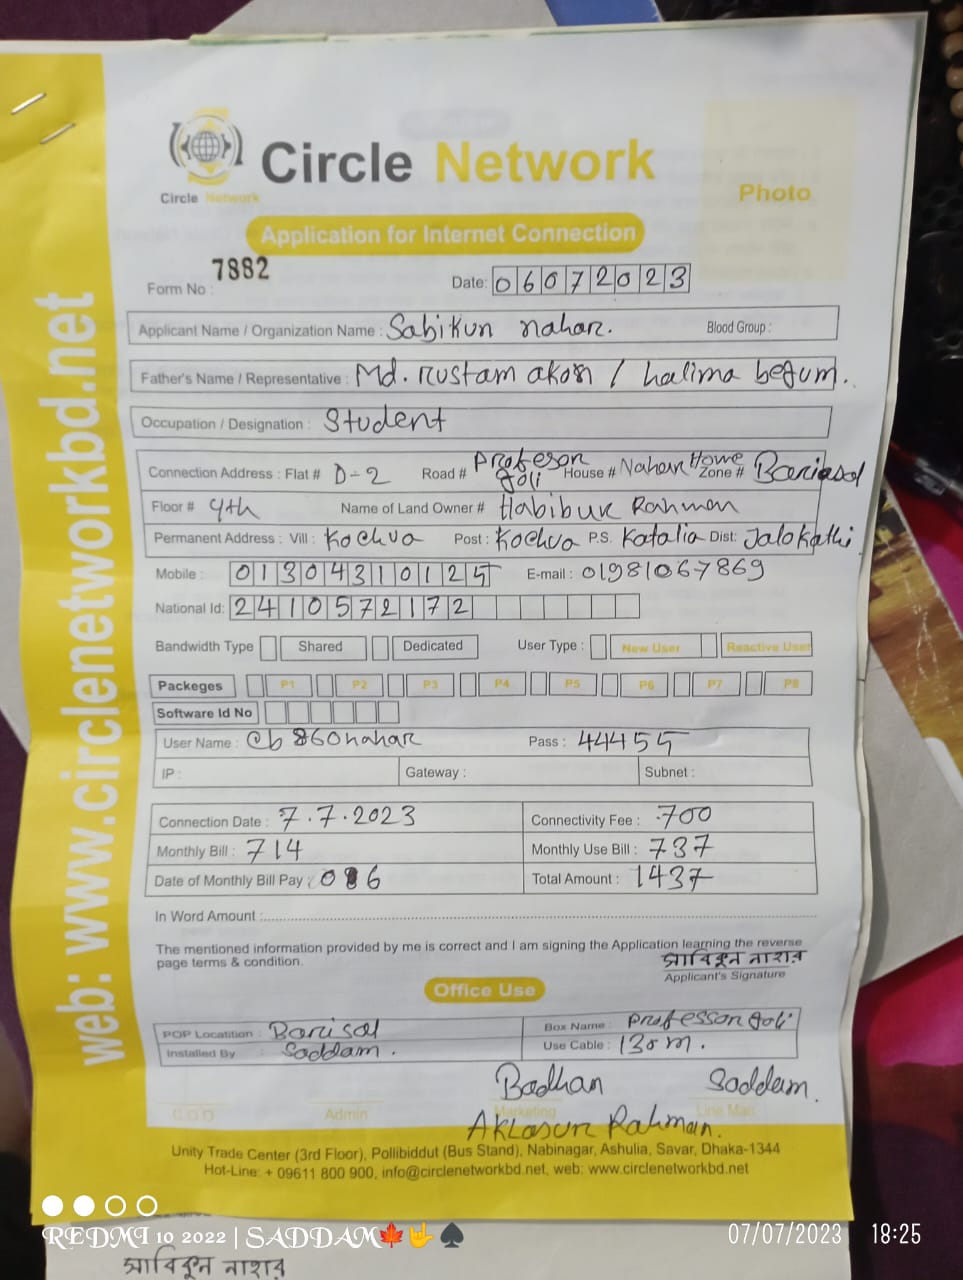 Circle Network
Circle Network
Photo
Application for Internet Connection
Form No : 7882
Date: 06072023
Applicant Name / Organization Name : Sabikun nahar. Blood Group :
Father's Name / Representative : Md. rustam akon / halima begum.
Occupation / Designation : Student
Connection Address : Flat # D-2 Road # Profeson Goli House # Nahar Howe Zone # Barisal
Floor # 4th Name of Land Owner # Habibur Rahman
Permanent Address : Vill : Kochua Post : Kochua P.S. Katalia Dist: Jalokathi
Mobile : 01304310125 E-mail : 01981067869
National Id: 2410572172
Bandwidth Type Shared Dedicated User Type : New User Reactive User
Packeges P1 P2 P3 P4 P5 P6 P7 P8
Software Id No
User Name : cb860nahar Pass : 44455
IP : Gateway : Subnet :
Connection Date : 7.7.2023 Connectivity Fee : 700
Monthly Bill : 714 Monthly Use Bill : 737
Date of Monthly Bill Pay : 06 Total Amount : 1437
In Word Amount :
The mentioned information provided by me is correct and I am signing the Application learning the reverse
page terms & condition.
সাবিকুন নাহার
Applicant's Signature
Office Use
POP Locatition : Barisal Box Name : Professon Goli
Installed By : Saddam. Use Cable : 130m.
Badhan Saddam.
C.O.O Admin Marketing Line Man
Aklasur Rahman.
Unity Trade Center (3rd Floor), Pollibiddut (Bus Stand), Nabinagar, Ashulia, Savar, Dhaka-1344
Hot-Line: + 09611 800 900, info@circlenetworkbd.net, web: www.circlenetworkbd.net
web: www.circlenetworkbd.net
REDMI 10 2022 | SADDAM🍁🤟♠
07/07/2023 18:25
সাবিকুন নাহার